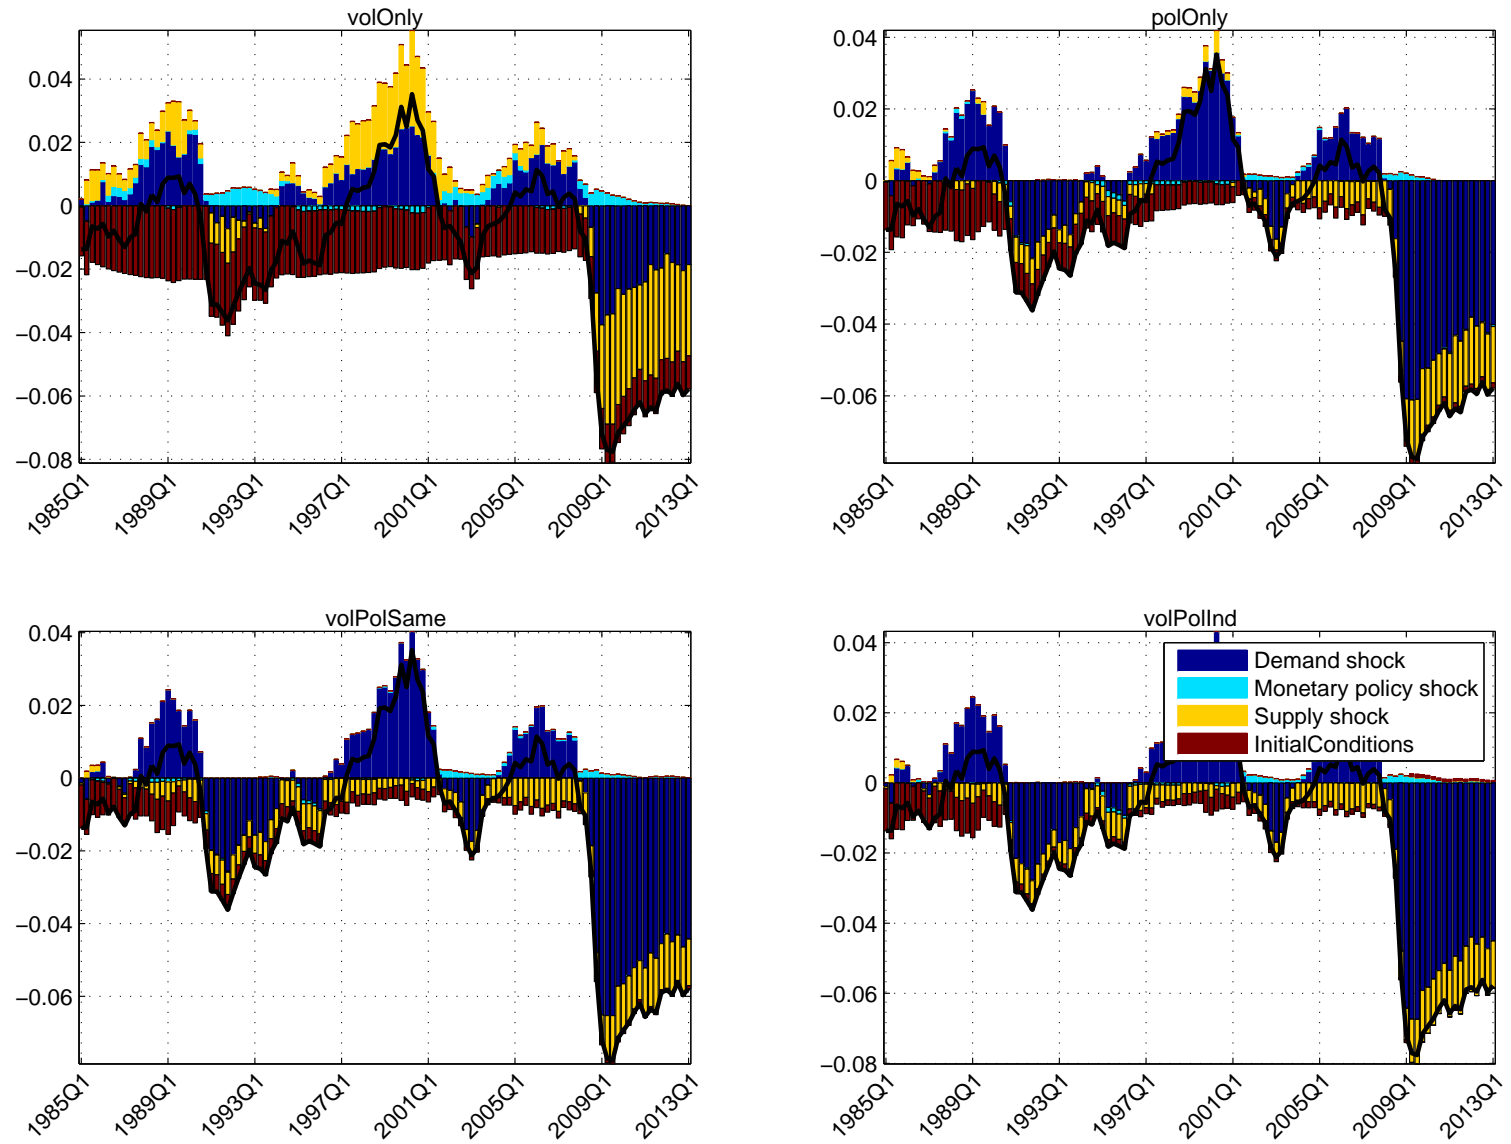 volOnly
0.04
0.02
0
−0.02
−0.04
−0.06
−0.08
1985Q1
1989Q1
1993Q1
1997Q1
2001Q1
2005Q1
2009Q1
2013Q1
polOnly
0.04
0.02
0
−0.02
−0.04
−0.06
1985Q1
1989Q1
1993Q1
1997Q1
2001Q1
2005Q1
2009Q1
2013Q1
volPolSame
0.04
0.02
0
−0.02
−0.04
−0.06
1985Q1
1989Q1
1993Q1
1997Q1
2001Q1
2005Q1
2009Q1
2013Q1
volPolInd
0.04
0.02
0
−0.02
−0.04
−0.06
−0.08
1985Q1
1989Q1
1993Q1
1997Q1
2001Q1
2005Q1
2009Q1
2013Q1
Demand shock
Monetary policy shock
Supply shock
InitialConditions